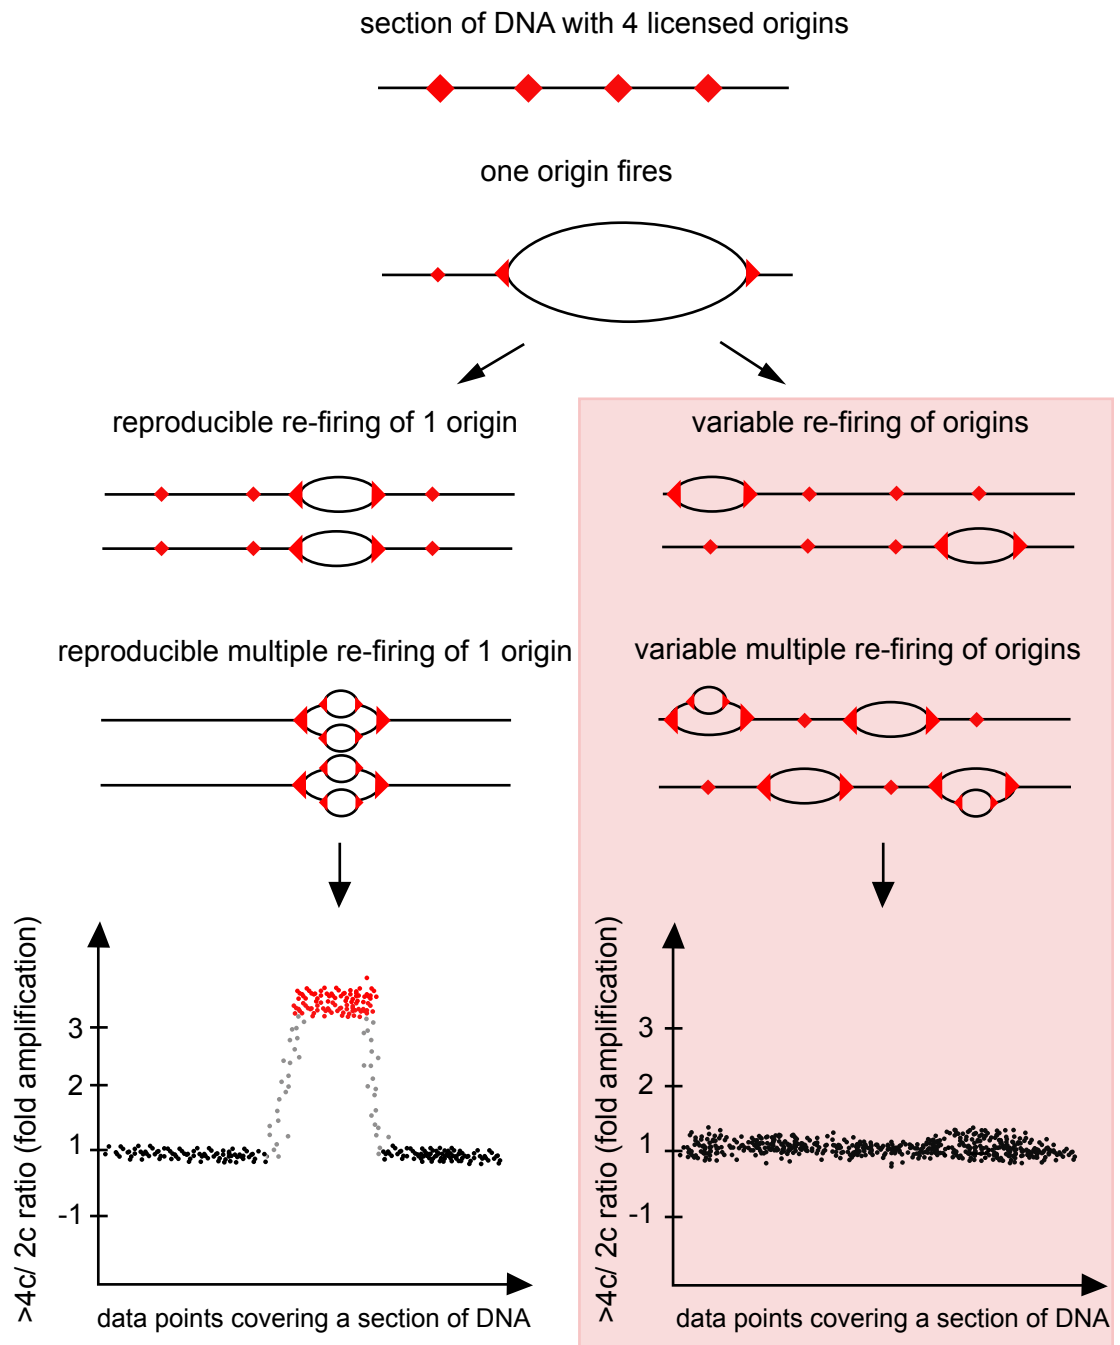 section of DNA with 4 licensed origins
one origin fires
reproducible re-firing of 1 origin
variable re-firing of origins
reproducible multiple re-firing of 1 origin
variable multiple re-firing of origins
>4c/ 2c ratio (fold amplification)
3
2
1
-1
data points covering a section of DNA
>4c/ 2c ratio (fold amplification)
3
2
1
-1
data points covering a section of DNA